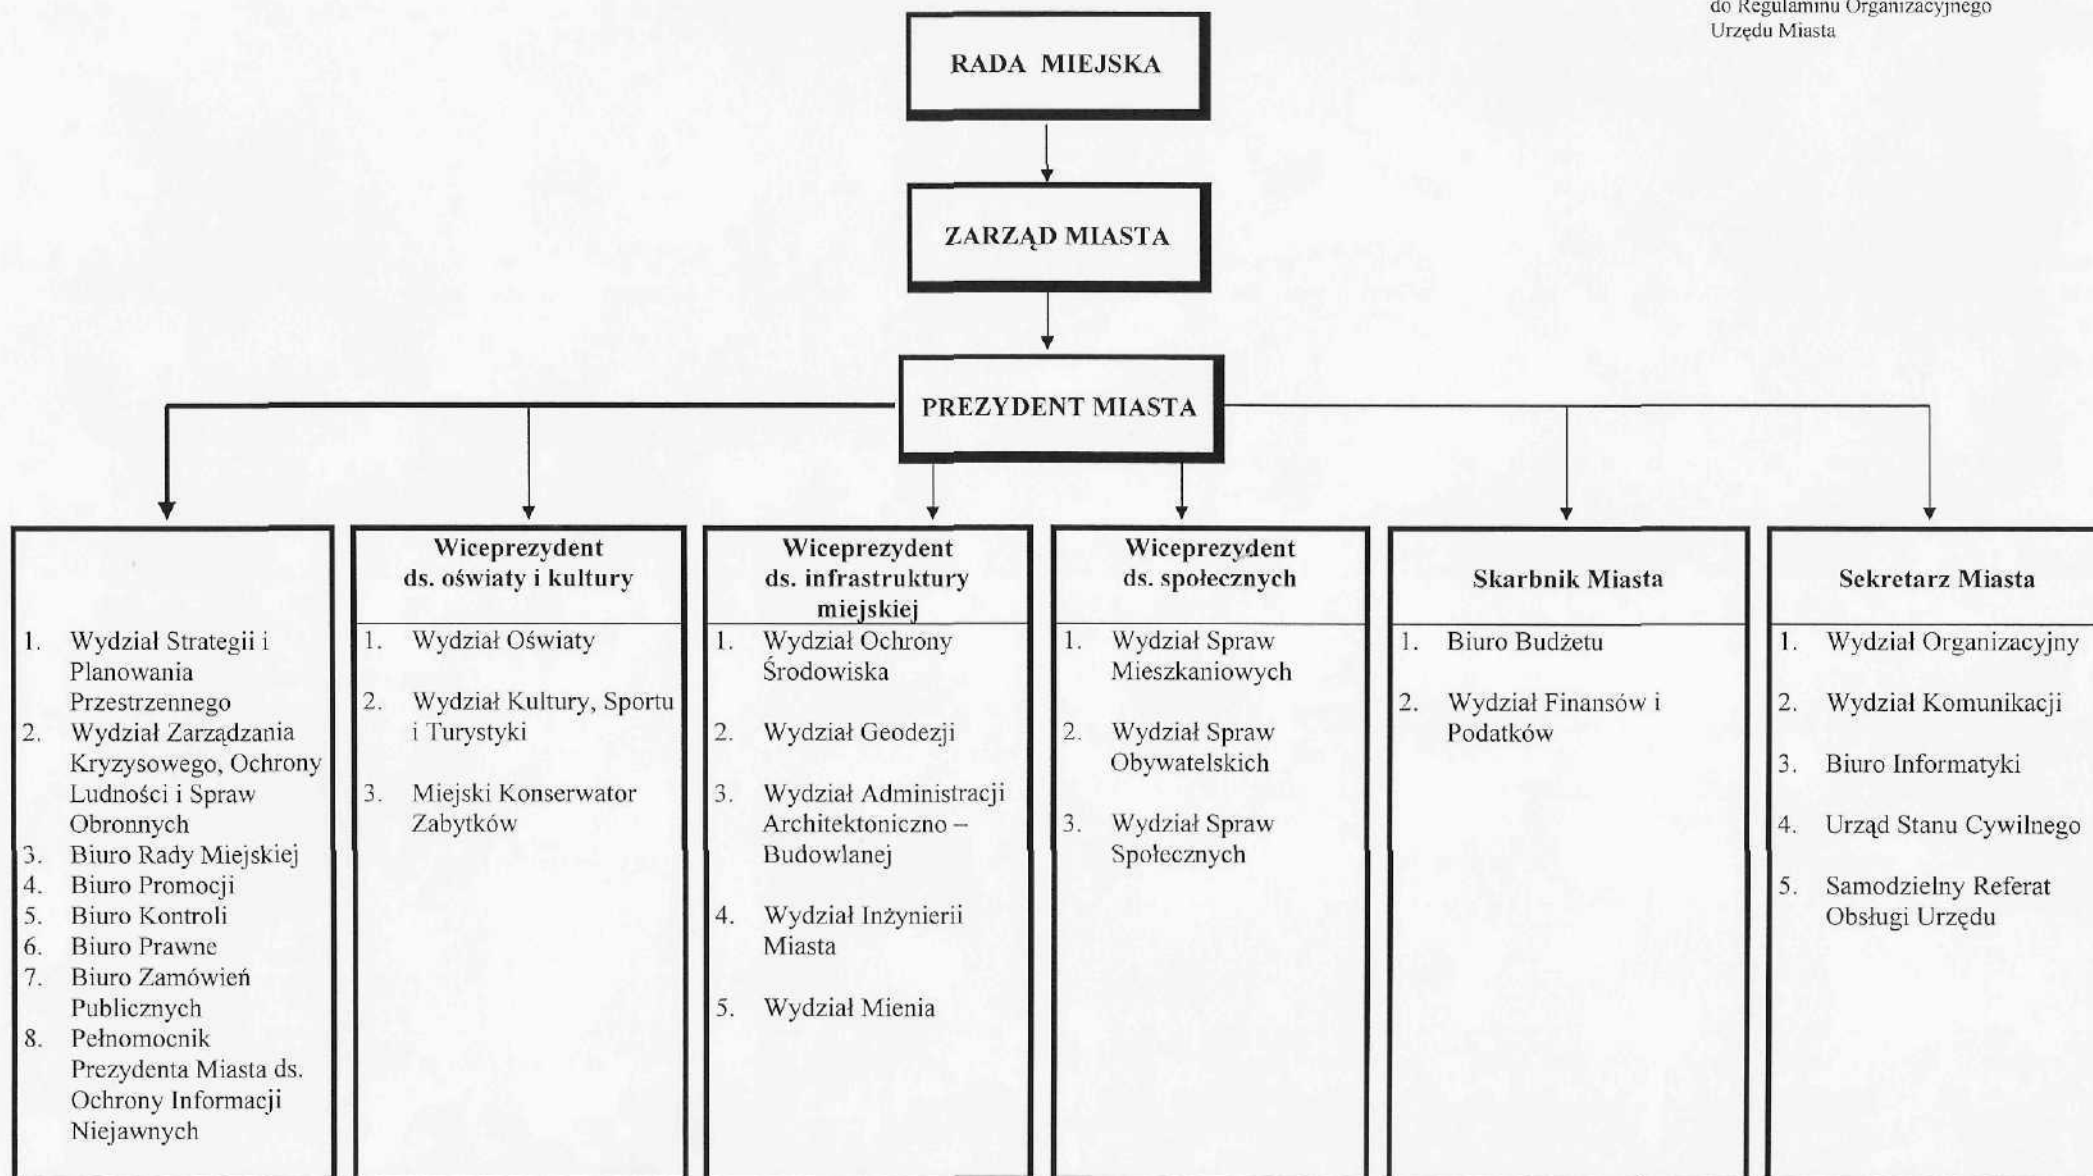 do Regulaminu Organizacyjnego
Urzędu Miasta
RADA MIEJSKA
ZARZĄD MIASTA
PREZYDENT MIASTA
1. Wydział Strategii i
Planowania
Przestrzennego
2. Wydział Zarządzania
Kryzysowego, Ochrony
Ludności i Spraw
Obronnych
3. Biuro Rady Miejskiej
4. Biuro Promocji
5. Biuro Kontroli
6. Biuro Prawne
7. Biuro Zamówień
Publicznych
8. Pełnomocnik
Prezydenta Miasta ds.
Ochrony Informacji
Niejawnych
Wiceprezydent
ds. oświaty i kultury
1. Wydział Oświaty
2. Wydział Kultury, Sportu
i Turystyki
3. Miejski Konserwator
Zabytków
Wiceprezydent
ds. infrastruktury
miejskiej
1. Wydział Ochrony
Środowiska
2. Wydział Geodezji
3. Wydział Administracji
Architektoniczno –
Budowlanej
4. Wydział Inżynierii
Miasta
5. Wydział Mienia
Wiceprezydent
ds. społecznych
1. Wydział Spraw
Mieszkaniowych
2. Wydział Spraw
Obywatelskich
3. Wydział Spraw
Społecznych
Skarbnik Miasta
1. Biuro Budżetu
2. Wydział Finansów i
Podatków
Sekretarz Miasta
1. Wydział Organizacyjny
2. Wydział Komunikacji
3. Biuro Informatyki
4. Urząd Stanu Cywilnego
5. Samodzielny Referat
Obsługi Urzędu